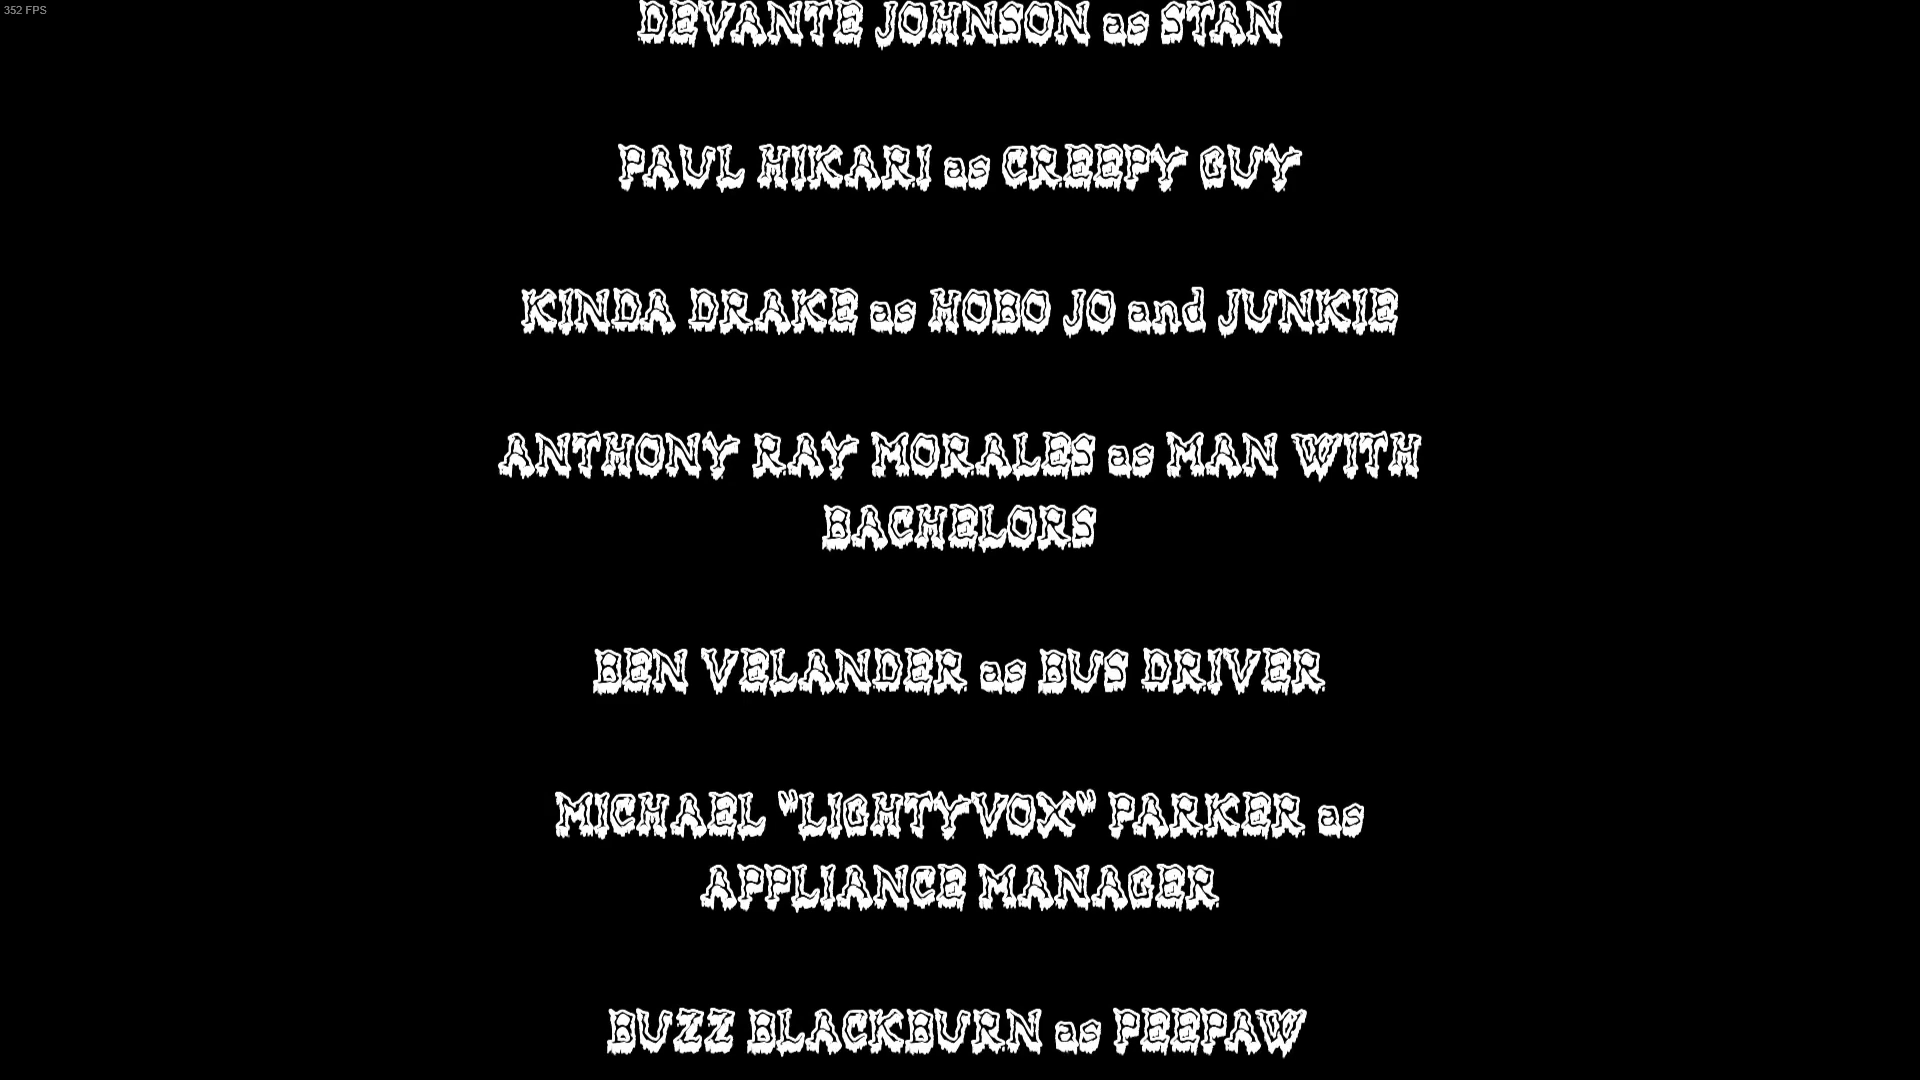 352 FPS
DEVANTE JOHNSON as STAN
PAUL HIKARI as CREEPY GUY
KINDA DRAKE as HOBO JO and JUNKIE
ANTHONY RAY MORALES as MAN WITH
BACHELORS
BEN VELANDER as BUS DRIVER
MICHAEL "LIGHTYVOX" PARKER as
APPLIANCE MANAGER
BUZZ BLACKBURN as PEEPAW